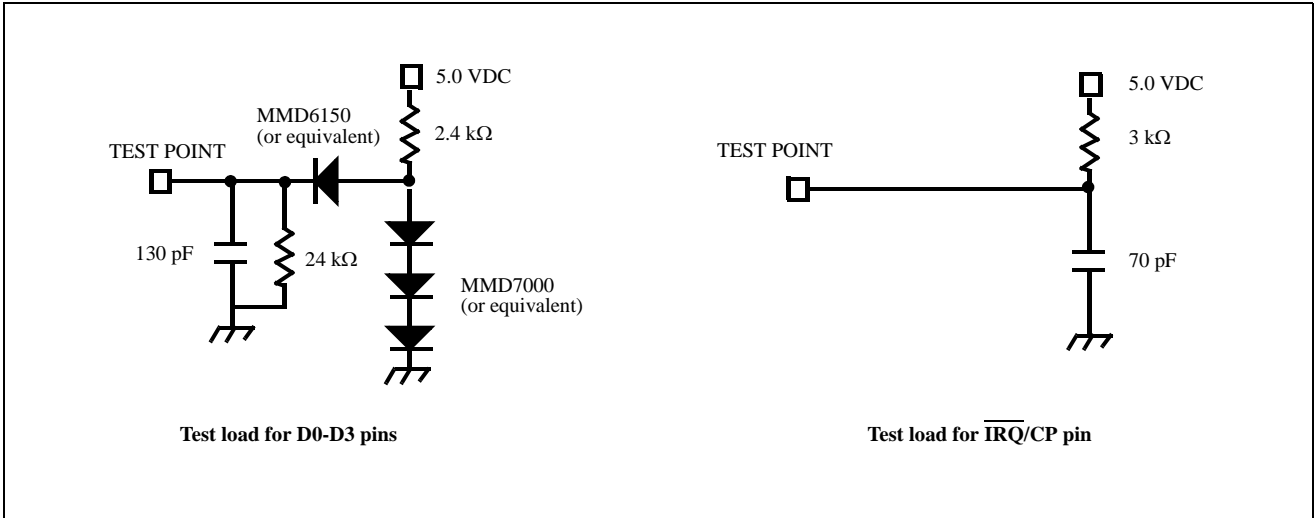 5.0 VDC
MMD6150
(or equivalent)
2.4 kΩ
TEST POINT
130 pF
24 kΩ
MMD7000
(or equivalent)
Test load for D0-D3 pins
5.0 VDC
3 kΩ
TEST POINT
70 pF
Test load for I̅R̅Q̅/CP pin